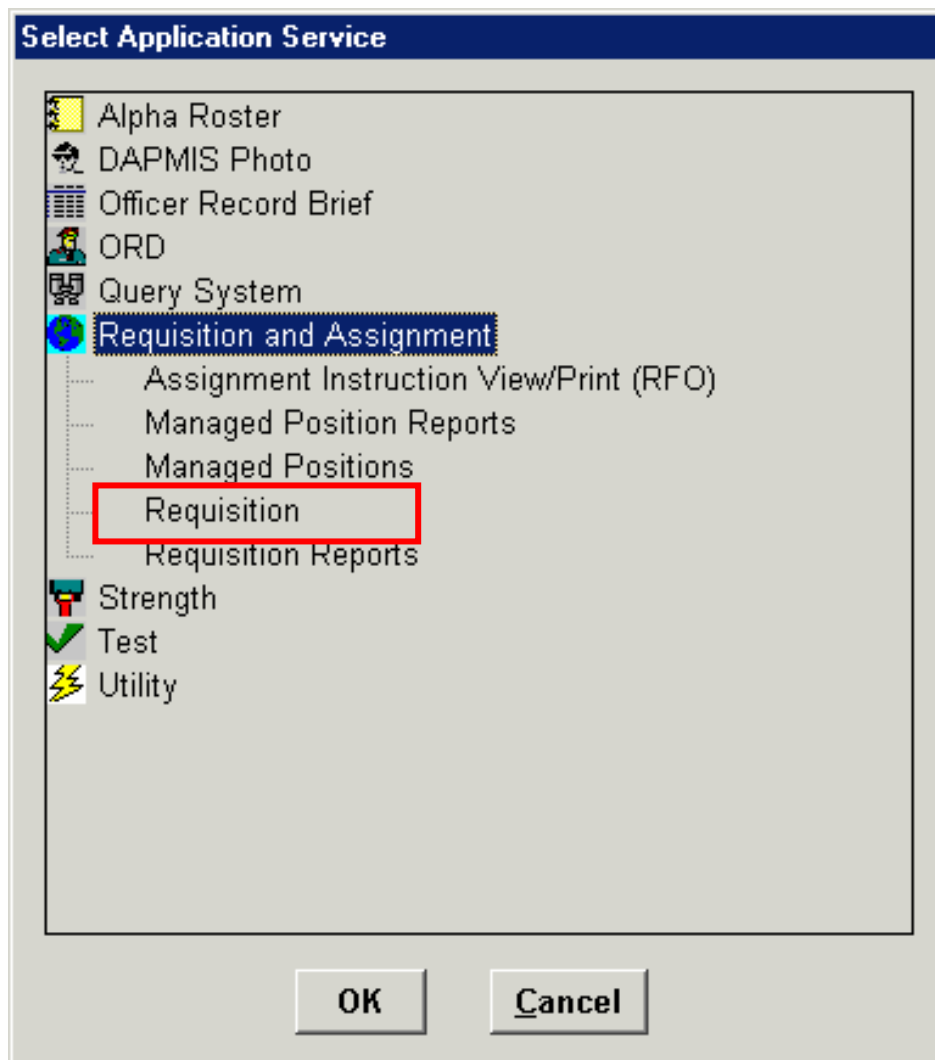 Select Application Service
Alpha Roster
DAPMIS Photo
Officer Record Brief
ORD
Query System
Requisition and Assignment
Assignment Instruction View/Print (RFO)
Managed Position Reports
Managed Positions
Requisition
Requisition Reports
Strength
Test
Utility
OK Cancel